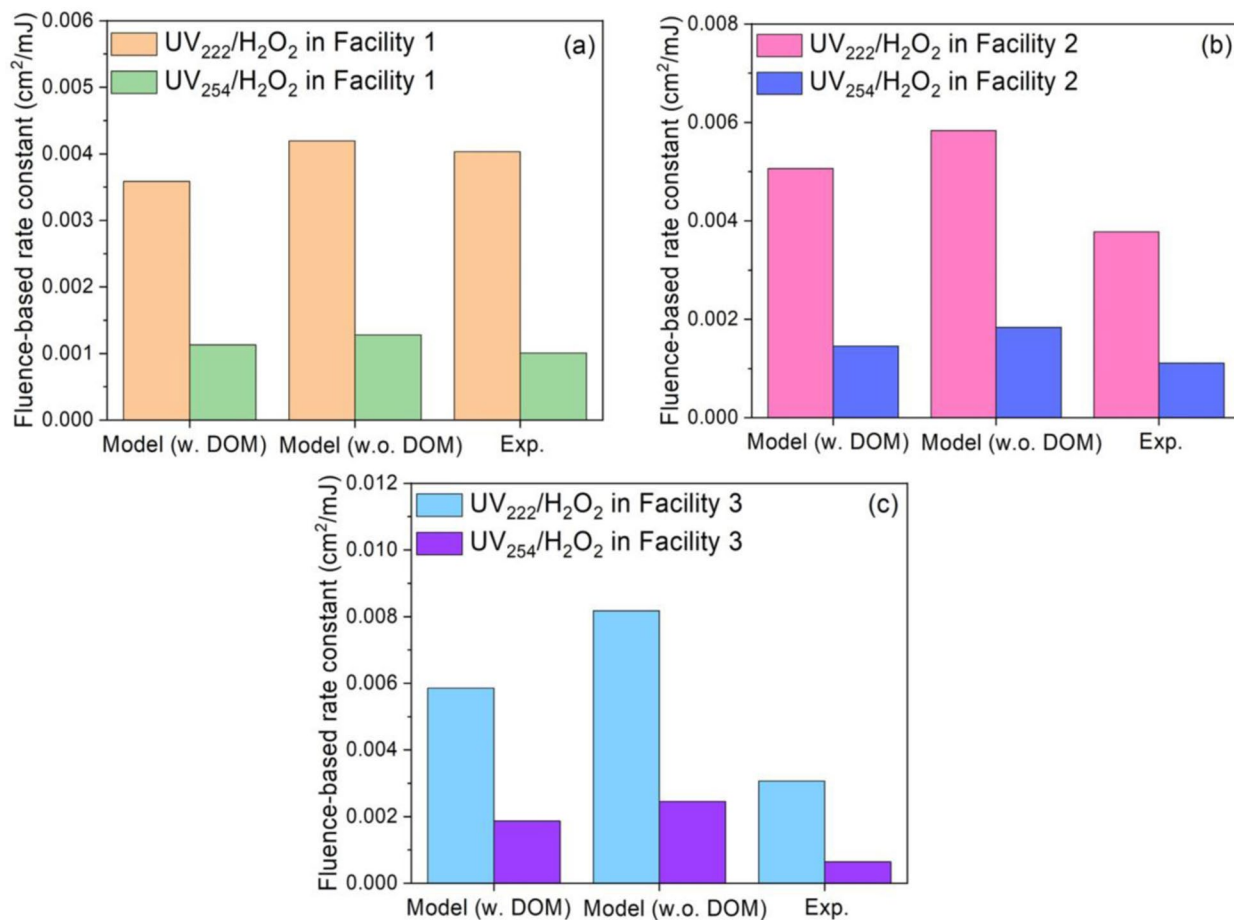 Fluence-based rate constant (cm²/mJ)
0.006
0.005
0.004
0.003
0.002
0.001
0.000
UV₂₂₂/H₂O₂ in Facility 1
UV₂₅₄/H₂O₂ in Facility 1
(a)
Model (w. DOM) Model (w.o. DOM) Exp.
Fluence-based rate constant (cm²/mJ)
0.008
0.006
0.004
0.002
0.000
UV₂₂₂/H₂O₂ in Facility 2
UV₂₅₄/H₂O₂ in Facility 2
(b)
Model (w. DOM) Model (w.o. DOM) Exp.
Fluence-based rate constant (cm²/mJ)
0.012
0.010
0.008
0.006
0.004
0.002
0.000
UV₂₂₂/H₂O₂ in Facility 3
UV₂₅₄/H₂O₂ in Facility 3
(c)
Model (w. DOM) Model (w.o. DOM) Exp.